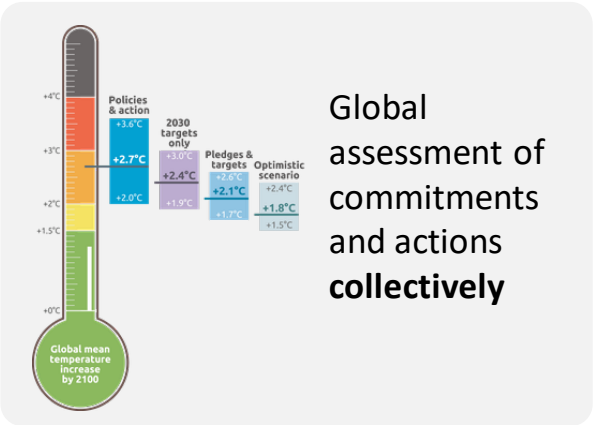 +4°C
+3°C
+2°C
+1.5°C
+0°C
Global mean
temperature
increase
by 2100
Policies
& action
+3.6°C
+2.7°C
+2.0°C
2030
targets
only
+3.0°C
+2.4°C
+1.9°C
Pledges &
targets
+2.6°C
+2.1°C
+1.7°C
Optimistic
scenario
+2.4°C
+1.8°C
+1.5°C
Global
assessment of
commitments
and actions
collectively